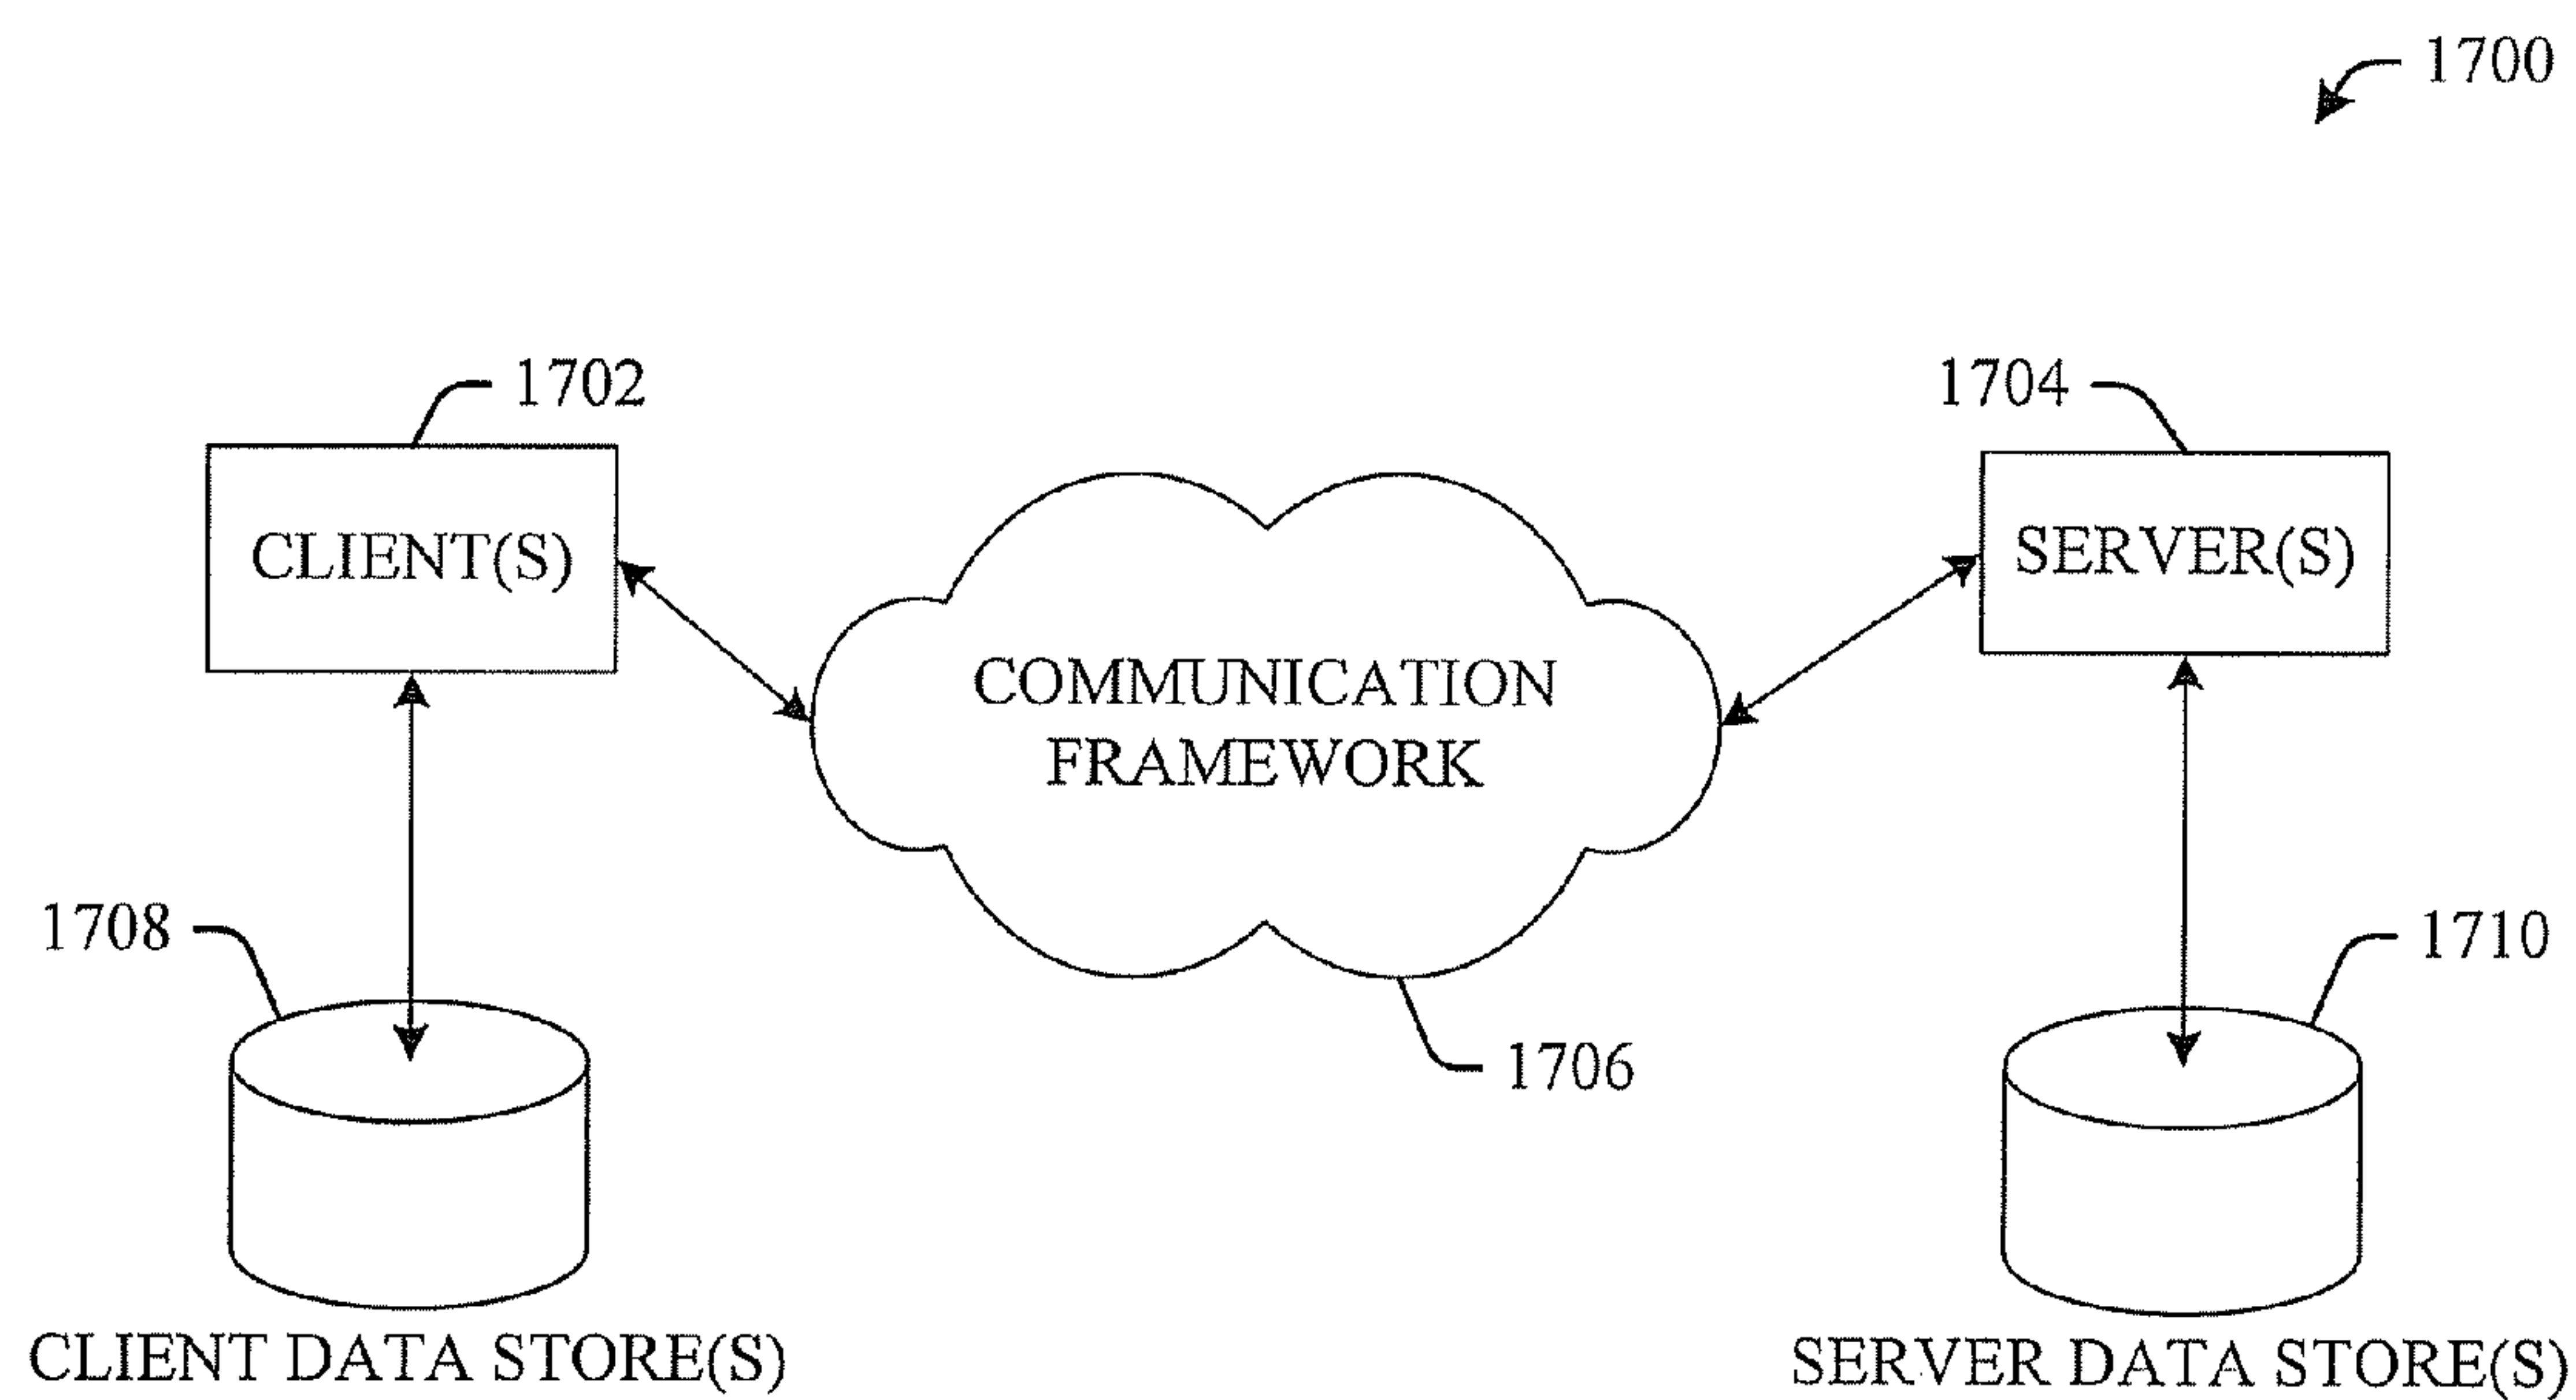 1700
1702
1704
CLIENT(S)
SERVER(S)
COMMUNICATION
FRAMEWORK
1708
1710
1706
CLIENT DATA STORE(S)
SERVER DATA STORE(S)